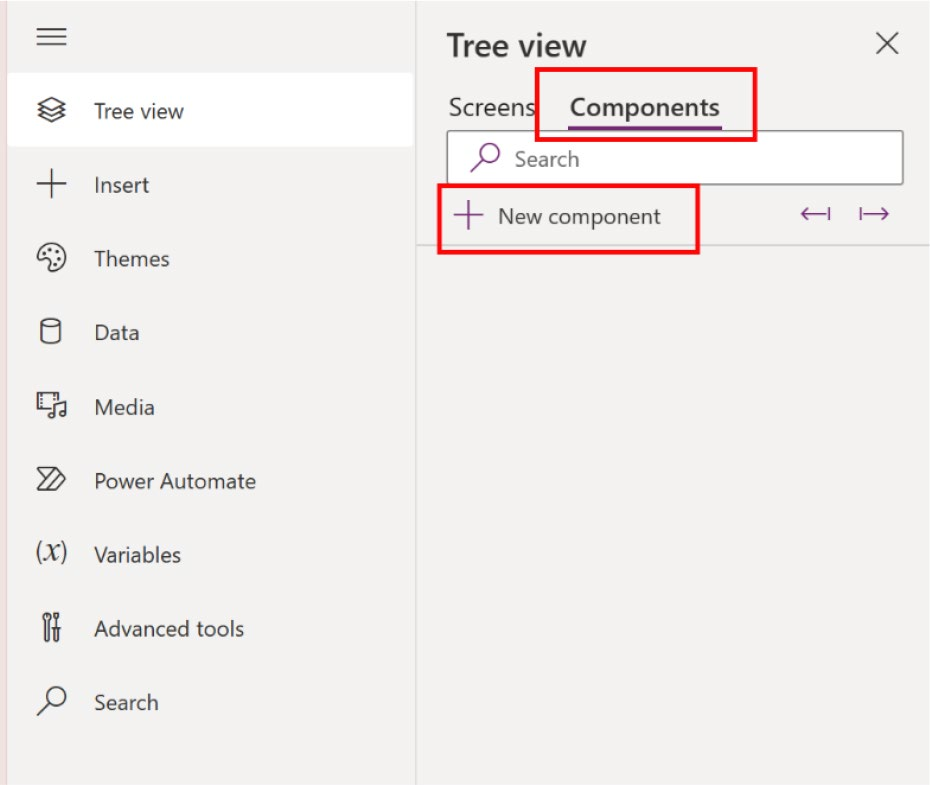 Tree view
Insert
Themes
Data
Media
Power Automate
(x) Variables
Advanced tools
Search
Tree view
Screens Components
Search
New component